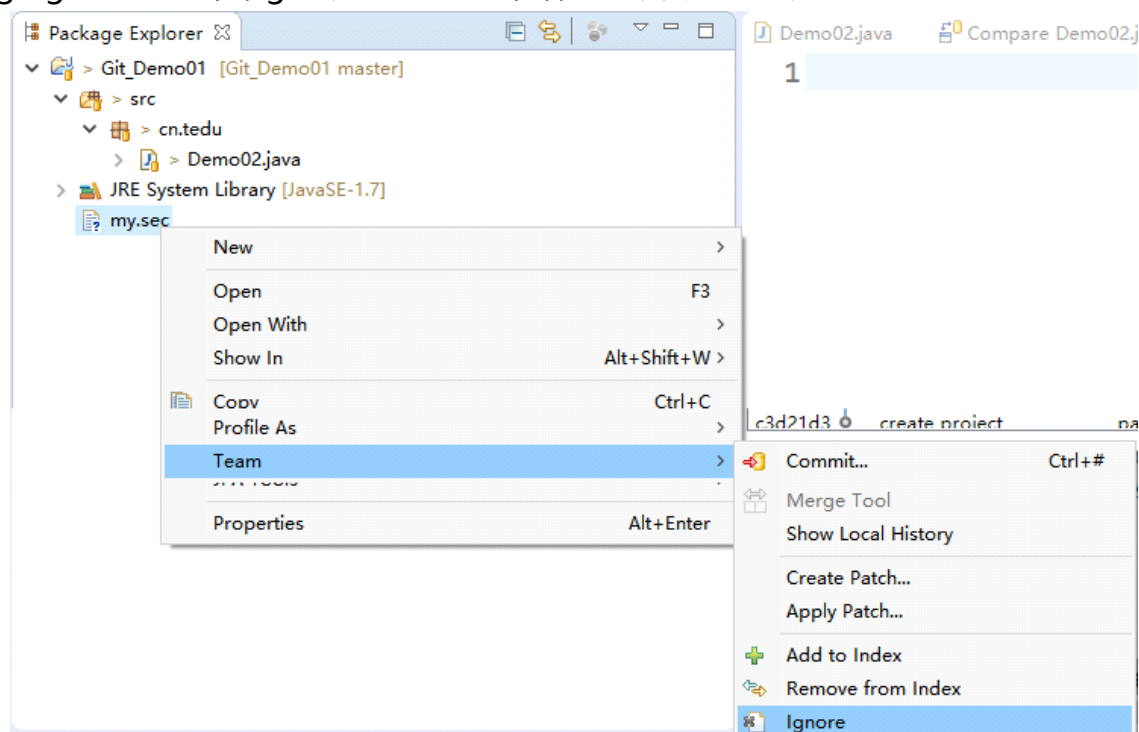 Package Explorer
Demo02.java
Compare Demo02.j
> Git_Demo01 [Git_Demo01 master]
1
> src
> cn.tedu
> Demo02.java
JRE System Library [JavaSE-1.7]
my.sec
New
Open F3
Open With
Show In Alt+Shift+W
Copy Ctrl+C
Profile As
c3d21d3 create project pa
Team
Commit... Ctrl+#
Merge Tool
Properties Alt+Enter
Show Local History
Create Patch...
Apply Patch...
Add to Index
Remove from Index
Ignore